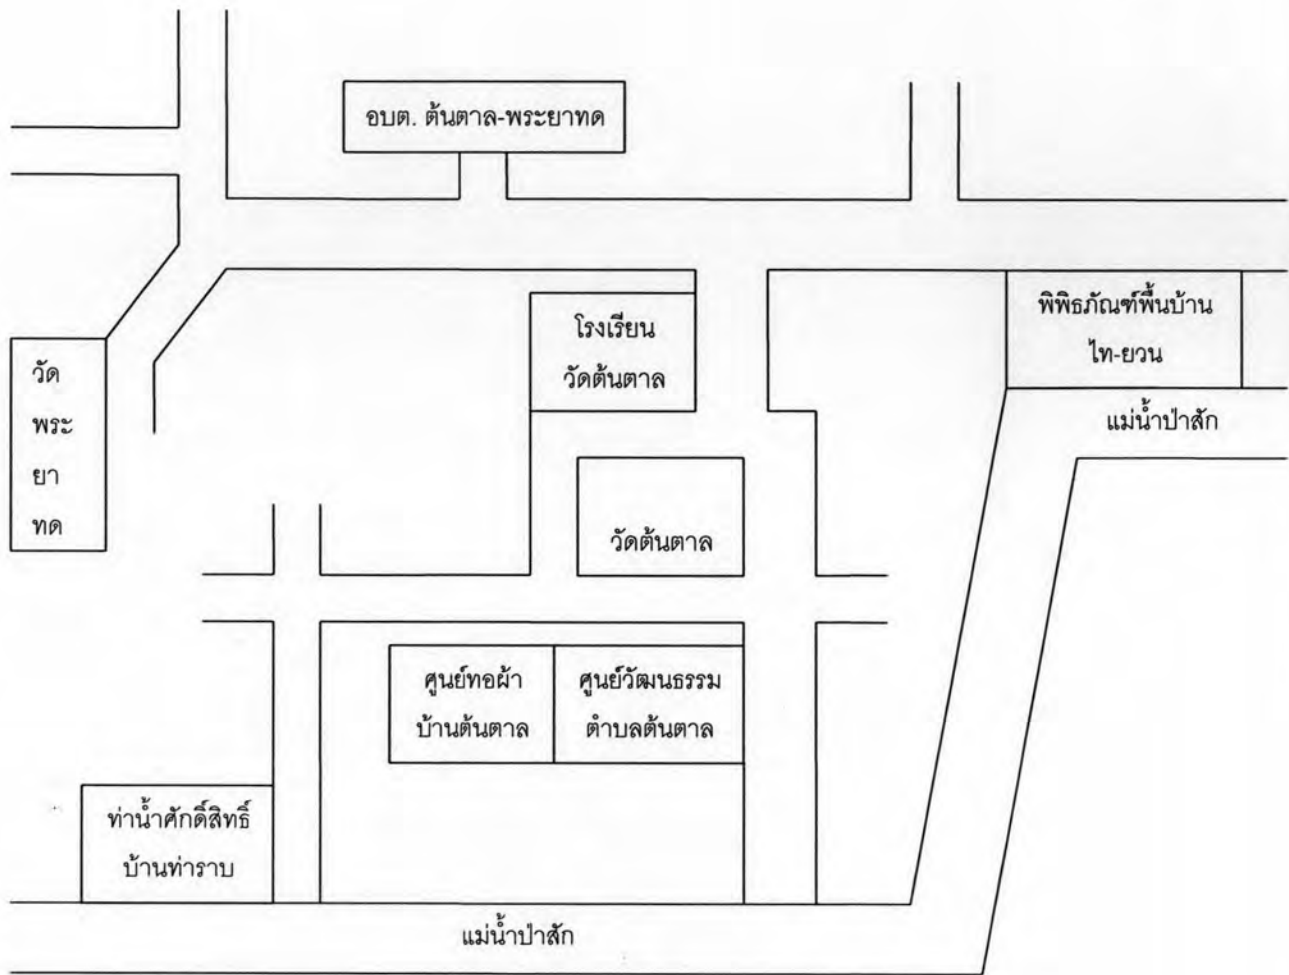 อบต. ต้นตาล-พระยาทด
พิพิธภัณฑ์พื้นบ้าน
ไท-ยวน
โรงเรียน
วัดต้นตาล
วัด
พระ
ยา
ทด
แม่น้ำป่าสัก
วัดต้นตาล
ศูนย์ทอผ้า
บ้านต้นตาล
ศูนย์วัฒนธรรม
ตำบลต้นตาล
ท่าน้ำศักดิ์สิทธิ์
บ้านท่าราบ
แม่น้ำป่าสัก